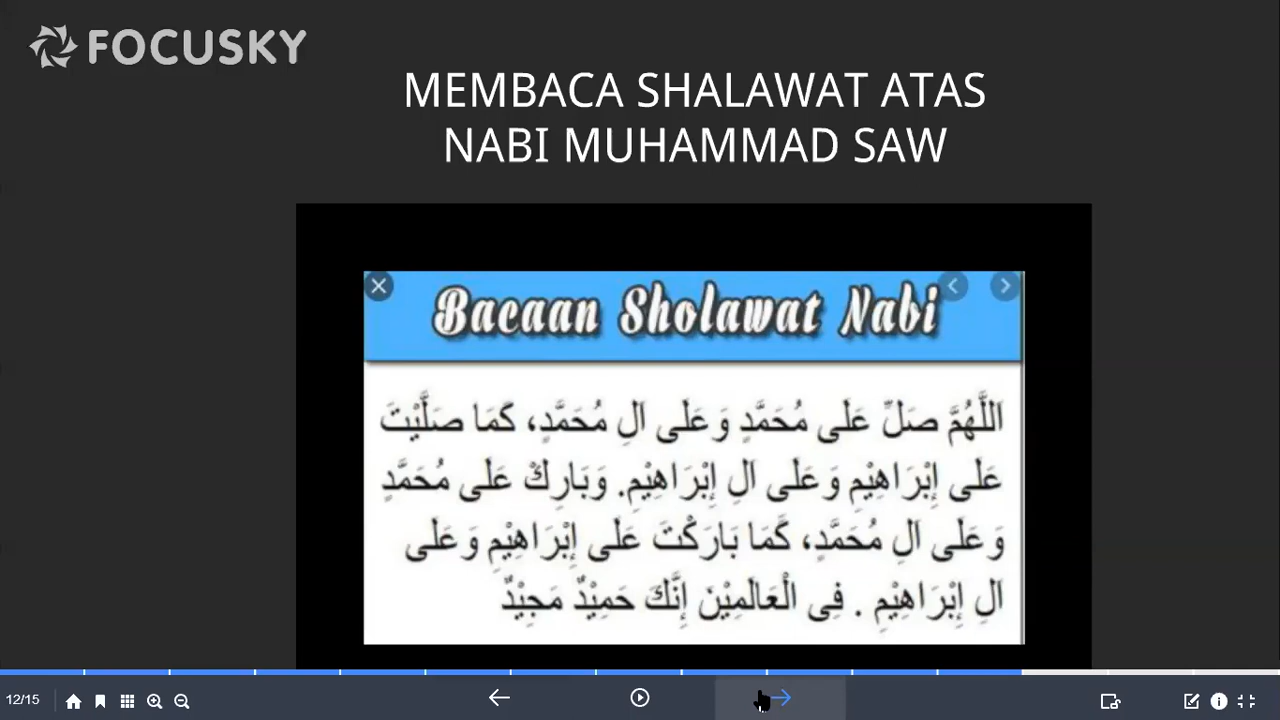 FOCUSKY
MEMBACA SHALAWAT ATAS
NABI MUHAMMAD SAW
Bacaan Sholawat Nabi
اَللَّهُمَّ صَلِّ عَلَى مُحَمَّدٍ وَعَلَى اَلِ مُحَمَّدٍ، كَمَا صَلَّيْتَ
عَلَى إِبْرَاهِيْمِ وَعَلَى اَلِ إِبْرَاهِيْمِ. وَبَارِكْ عَلَى مُحَمَّدٍ
وَعَلَى اَلِ مُحَمَّدٍ، كَمَا بَارَكْتَ عَلَى إِبْرَاهِيْمِ وَعَلَى
اَلِ إِبْرَاهِيْمِ . فِى الْعَالَمِيْنَ إِنَّكَ حَمِيْدٌ مَجِيْدٌ
12/15